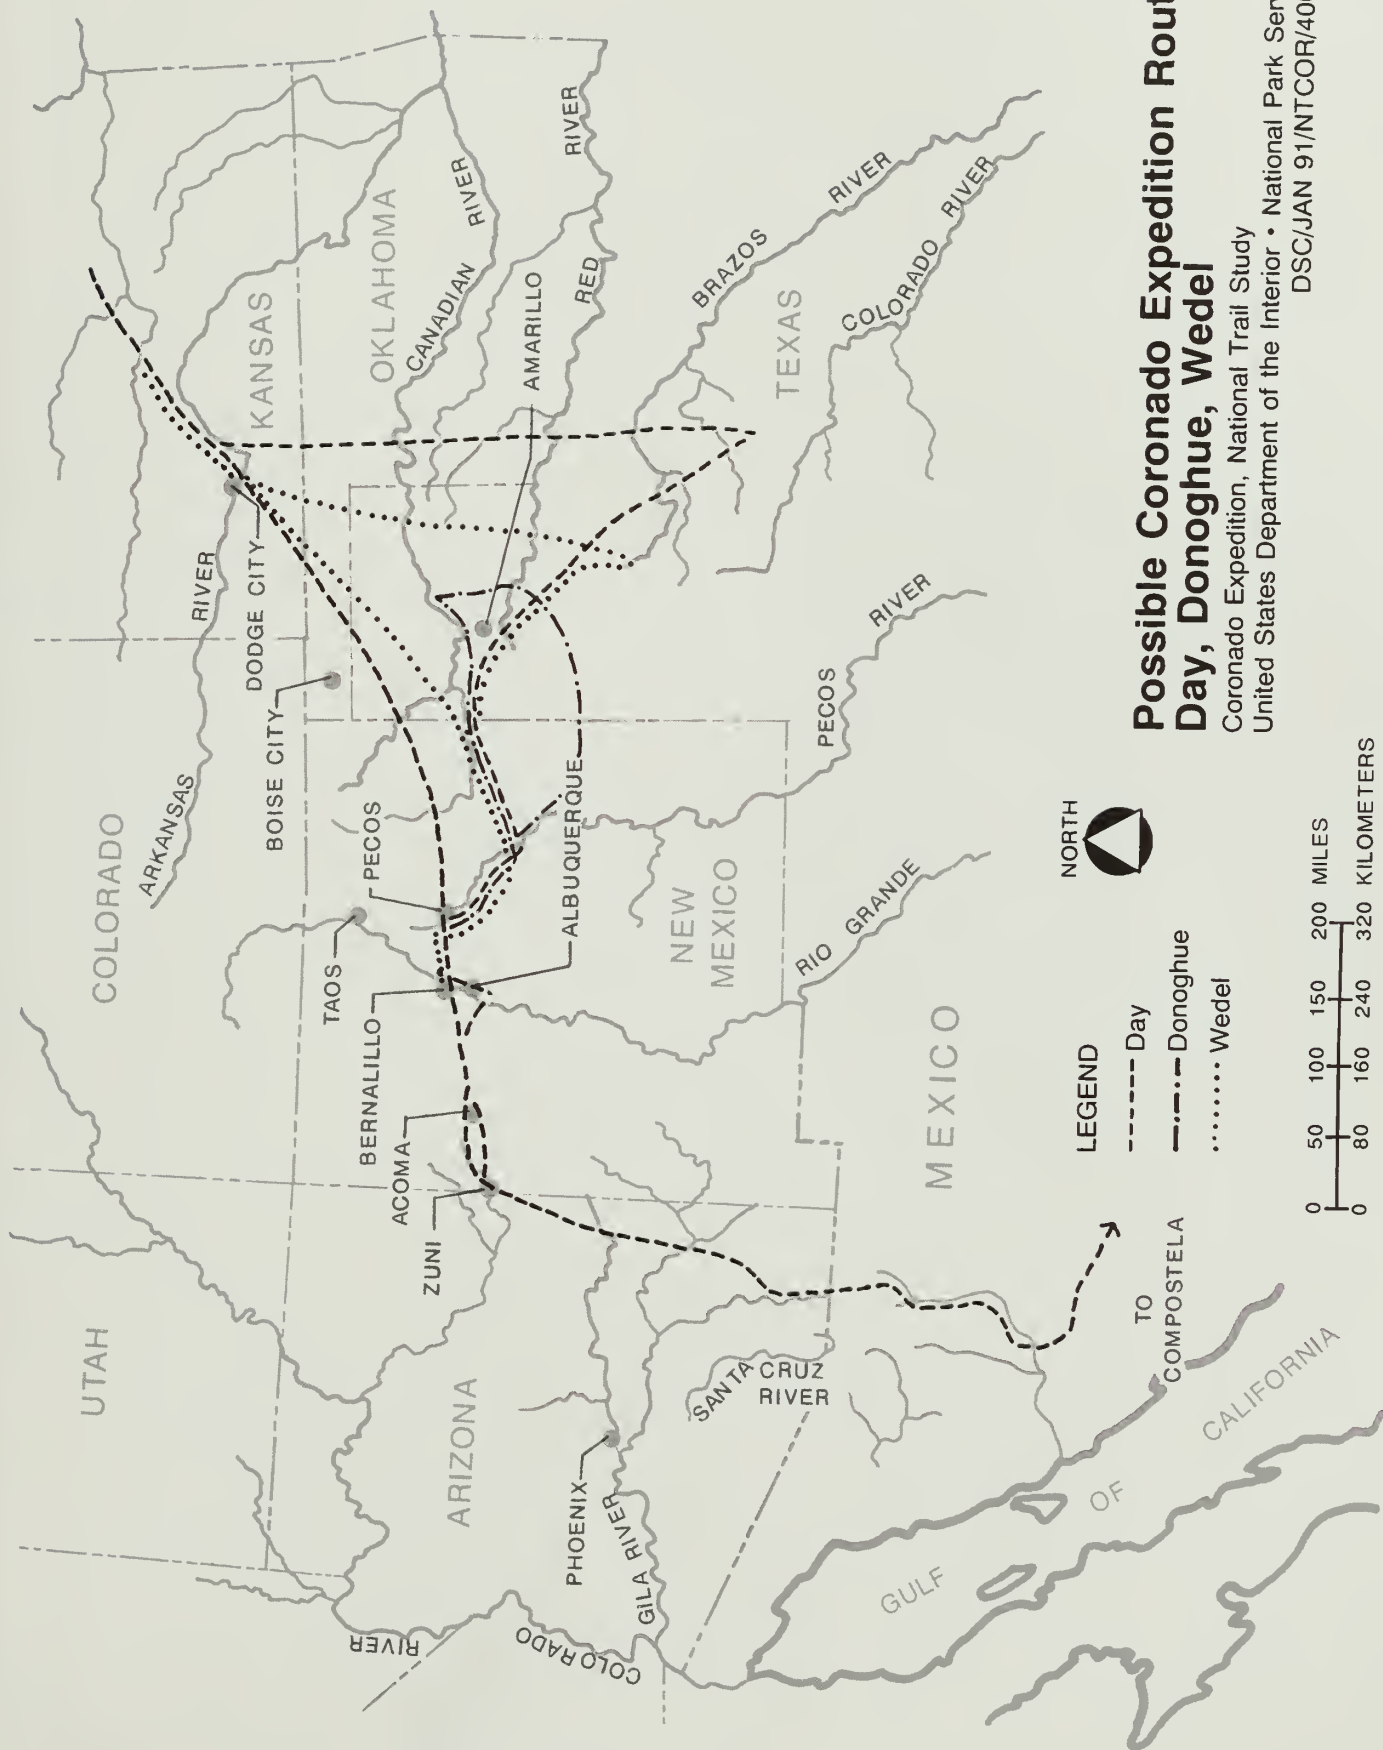 UTAH
COLORADO
KANSAS
OKLAHOMA
ARIZONA
NEW
MEXICO
TEXAS
MEXICO
ARKANSAS
RIVER
DODGE CITY
BOISE CITY
TAOS
PECOS
BERNALILLO
ALBUQUERQUE
ACOMA
ZUNI
AMARILLO
PHOENIX
CANADIAN
RIVER
RED
RIVER
BRAZOS
RIVER
COLORADO
RIVER
PECOS
RIVER
RIO GRANDE
COLORADO
RIVER
GILA RIVER
SANTA CRUZ
RIVER
GULF
OF
CALIFORNIA
TO
COMPOSTELA
LEGEND
Day
Donoghue
Wedel
NORTH
0 50 100 150 200 MILES
0 80 160 240 320 KILOMETERS
Possible Coronado Expedition Rout
Day, Donoghue, Wedel
Coronado Expedition, National Trail Study
United States Department of the Interior • National Park Ser
DSC/JAN 91/NTCOR/40